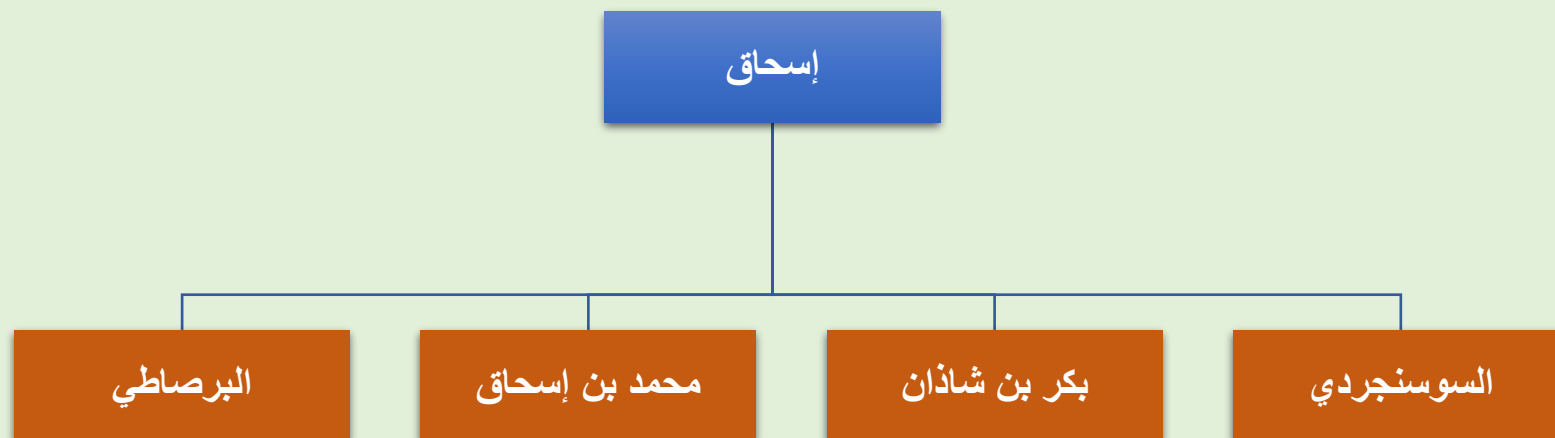 إسحاق
السوسنجردي
بكر بن شاذان
محمد بن إسحاق
البرصاطي